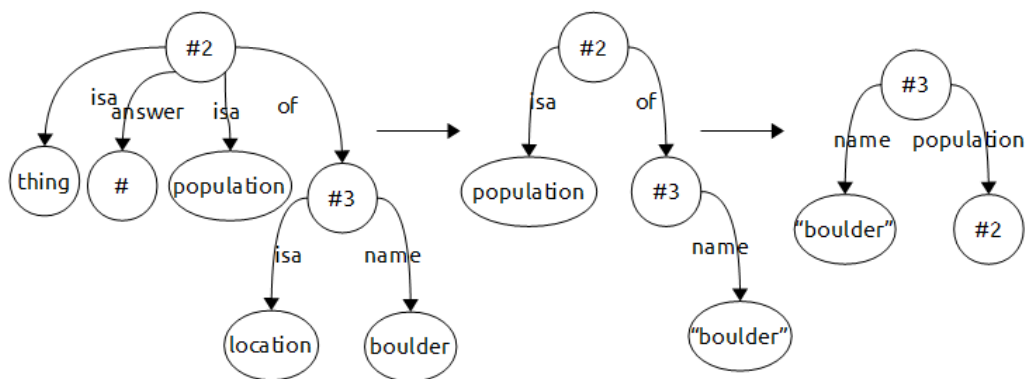 #2
isa
answer
isa
of
thing
#
population
#3
isa
name
location
boulder
#2
isa
of
population
#3
name
“boulder”
#3
name
population
“boulder”
#2